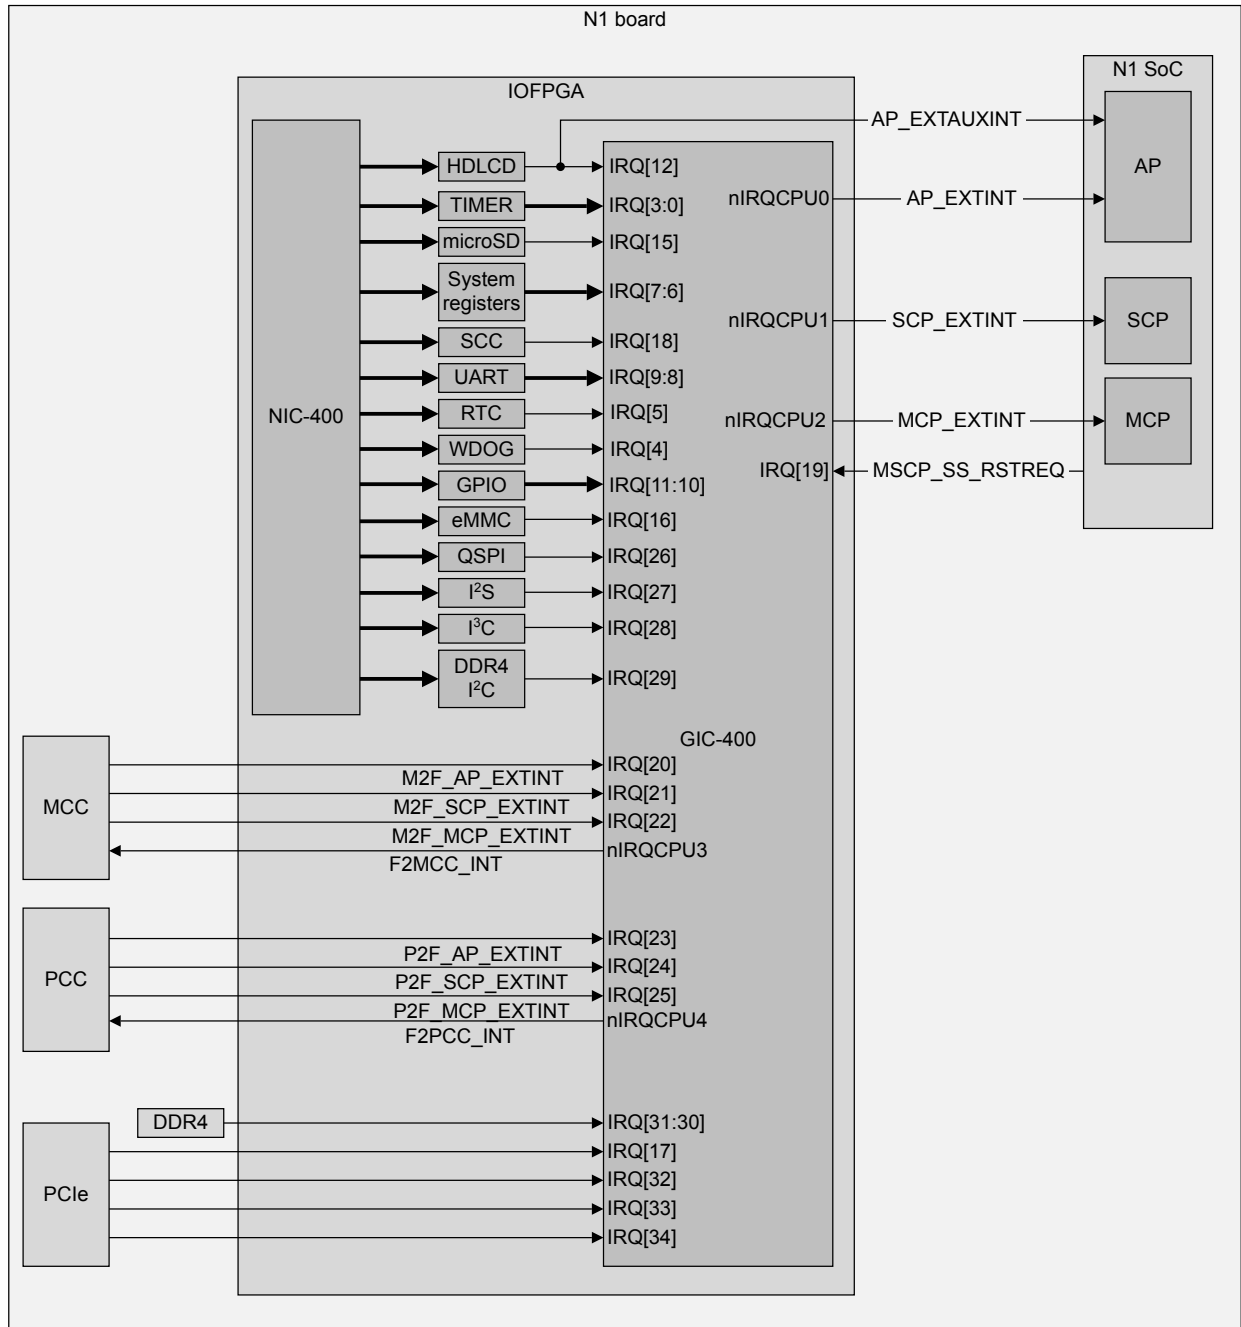 N1 board
N1 SoC
IOFPGA
AP_EXTAUXINT
HDLCD
IRQ[12]
AP
TIMER
IRQ[3:0]
nIRQCPU0
AP_EXTINT
microSD
IRQ[15]
System
registers
IRQ[7:6]
nIRQCPU1
SCP_EXTINT
SCP
SCC
IRQ[18]
UART
IRQ[9:8]
NIC-400
RTC
IRQ[5]
nIRQCPU2
MCP_EXTINT
MCP
WDOG
IRQ[4]
IRQ[19]
MSCP_SS_RSTREQ
GPIO
IRQ[11:10]
eMMC
IRQ[16]
QSPI
IRQ[26]
I²S
IRQ[27]
I³C
IRQ[28]
DDR4
I²C
IRQ[29]
GIC-400
MCC
IRQ[20]
M2F_AP_EXTINT
IRQ[21]
M2F_SCP_EXTINT
IRQ[22]
M2F_MCP_EXTINT
nIRQCPU3
F2MCC_INT
PCC
IRQ[23]
P2F_AP_EXTINT
IRQ[24]
P2F_SCP_EXTINT
IRQ[25]
P2F_MCP_EXTINT
nIRQCPU4
F2PCC_INT
DDR4
IRQ[31:30]
PCIe
IRQ[17]
IRQ[32]
IRQ[33]
IRQ[34]